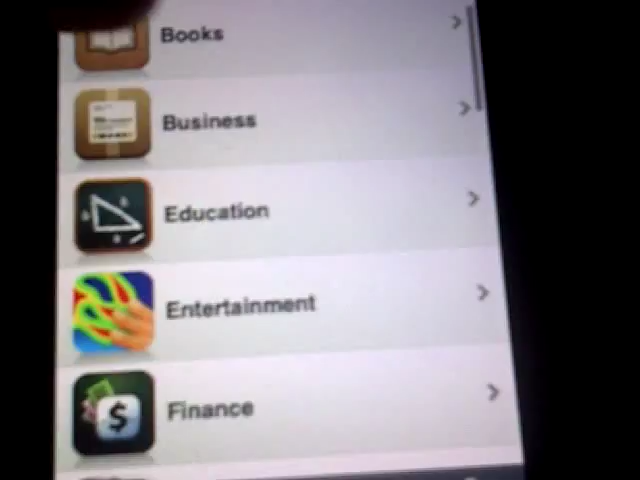 Books
Business
Education
Entertainment
Finance
$